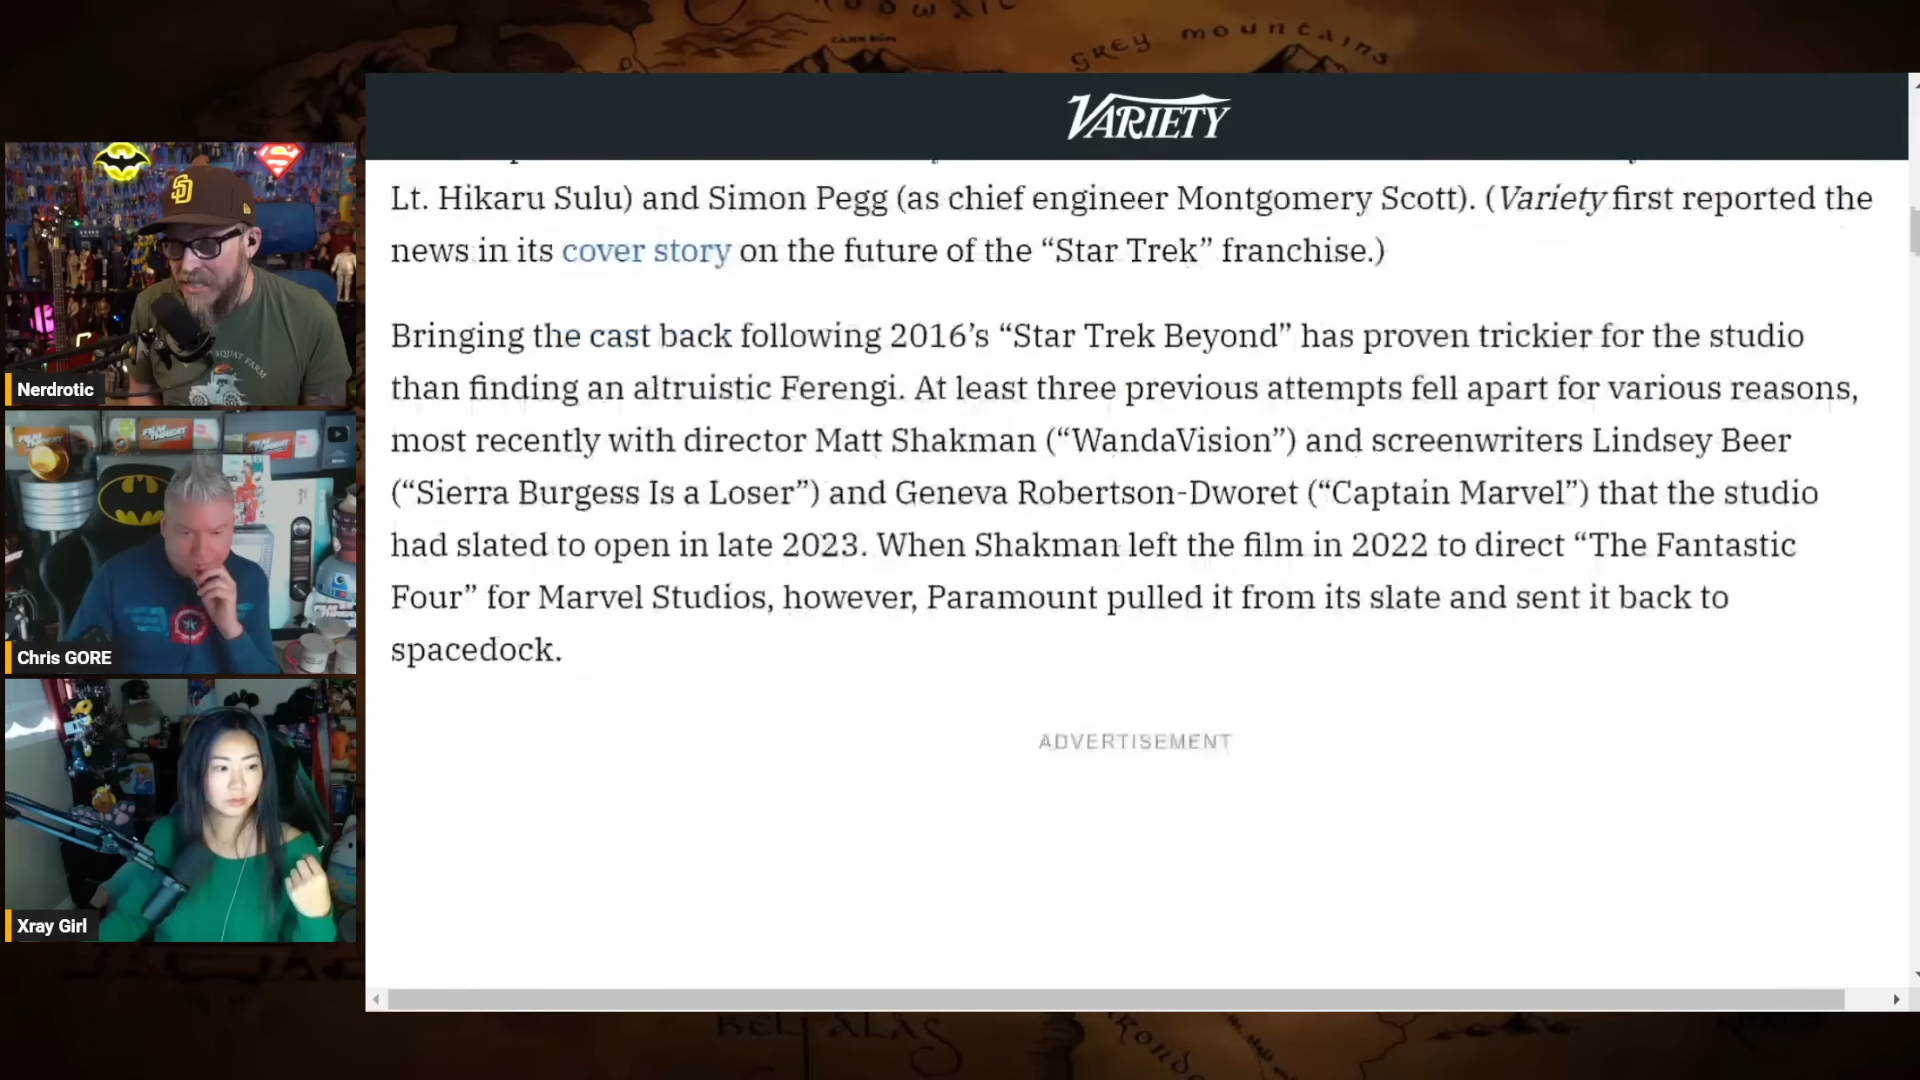 GREY mountains
VARIETY
Lt. Hikaru Sulu) and Simon Pegg (as chief engineer Montgomery Scott). (Variety first reported the
news in its cover story on the future of the “Star Trek” franchise.)
Bringing the cast back following 2016’s “Star Trek Beyond” has proven trickier for the studio
than finding an altruistic Ferengi. At least three previous attempts fell apart for various reasons,
most recently with director Matt Shakman (“WandaVision”) and screenwriters Lindsey Beer
(“Sierra Burgess Is a Loser”) and Geneva Robertson-Dworet (“Captain Marvel”) that the studio
had slated to open in late 2023. When Shakman left the film in 2022 to direct “The Fantastic
Four” for Marvel Studios, however, Paramount pulled it from its slate and sent it back to
spacedock.
ADVERTISEMENT
SD
Nerdrotic
FILM THREAT
Chris GORE
Xray Girl